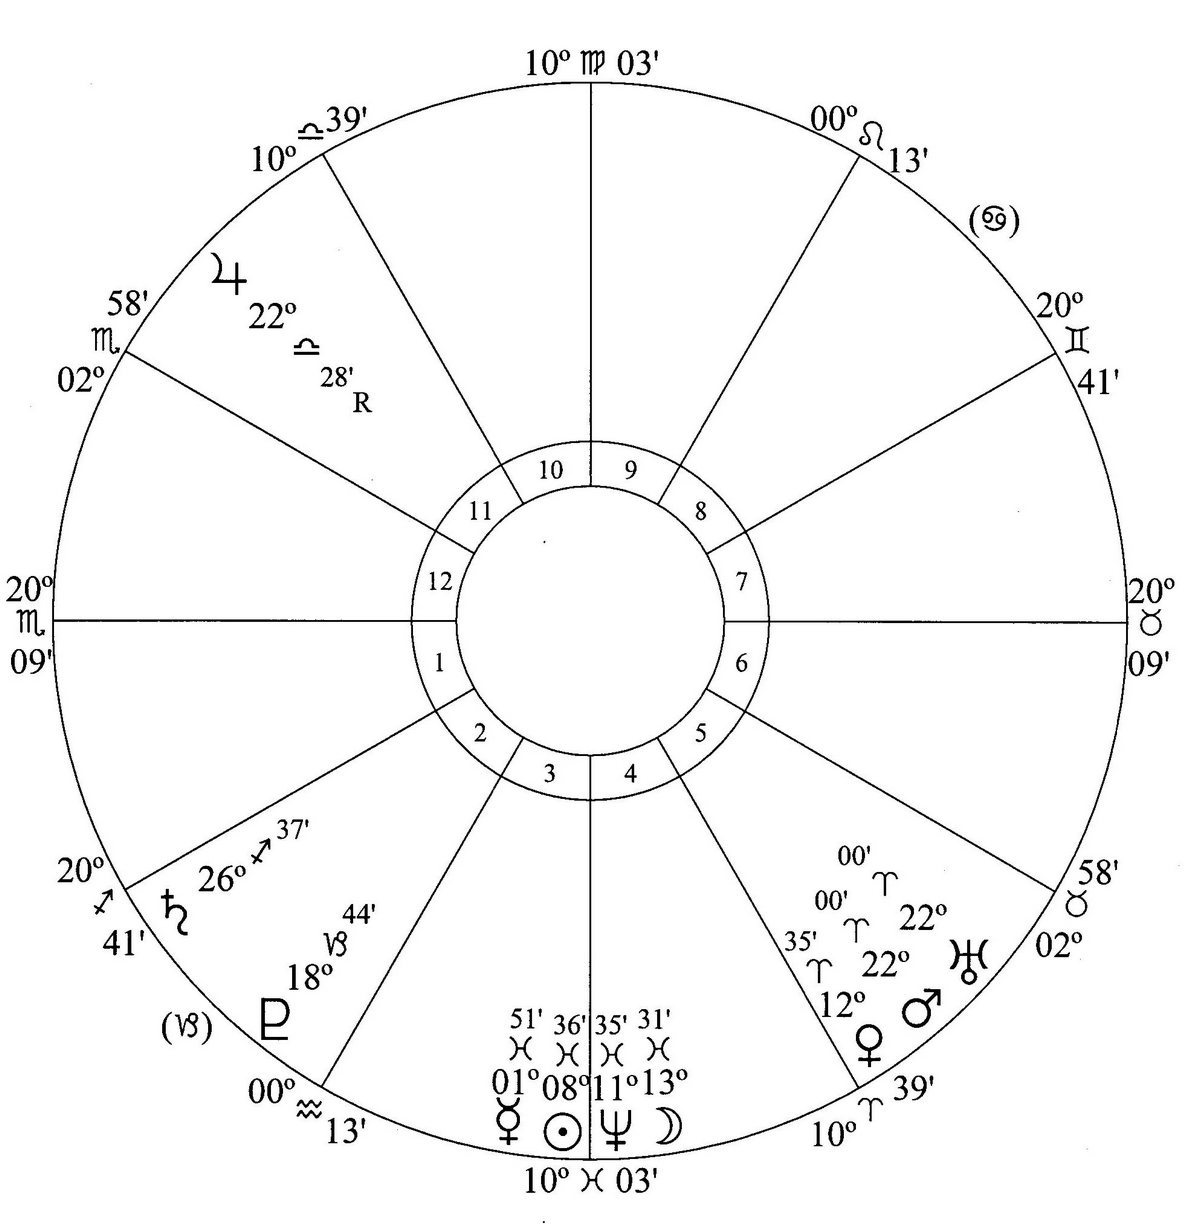 10º ♍ 03'
00º ♌ 13'
(♋)
20º ♊ 41'
20º ♉ 09'
58' ♉ 02º
39' ♈ 10º
10º ♓ 03'
00º ♒ 13'
(♑)
20º ♐ 41'
20º ♏ 09'
58' ♏ 02º
10º ♎ 39'
♃ 22º ♎ 28' R
♄ 26º ♐ 37'
♇ 18º ♑ 44'
☿ 01º ♓ 51'
☉ 08º ♓ 36'
♆ 11º ♓ 35'
☽ 13º ♓ 31'
♀ 12º ♈ 35'
♂ 22º ♈ 00'
♅ 22º ♈ 00'
1
2
3
4
5
6
7
8
9
10
11
12